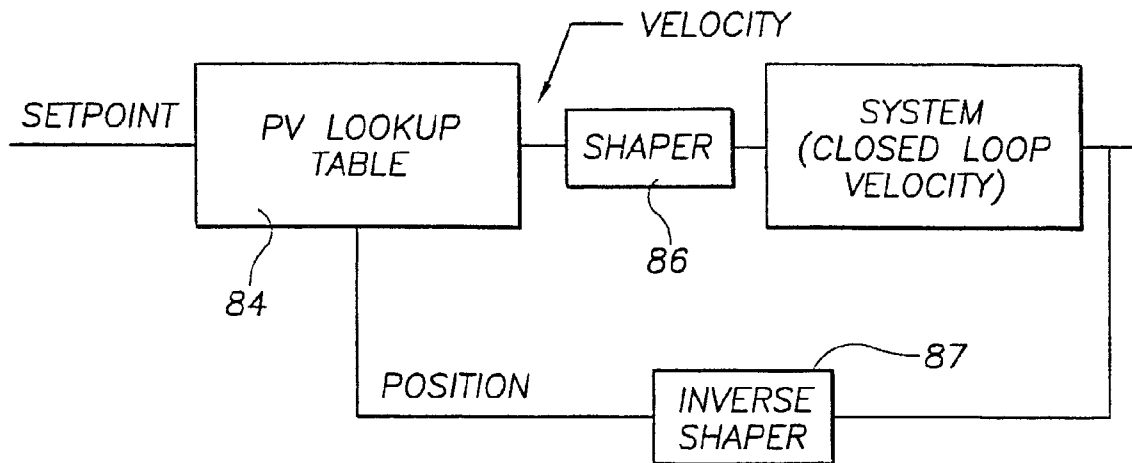 VELOCITY
SETPOINT
PV LOOKUP
TABLE
SHAPER
SYSTEM
(CLOSED LOOP
VELOCITY)
84
86
87
POSITION
INVERSE
SHAPER